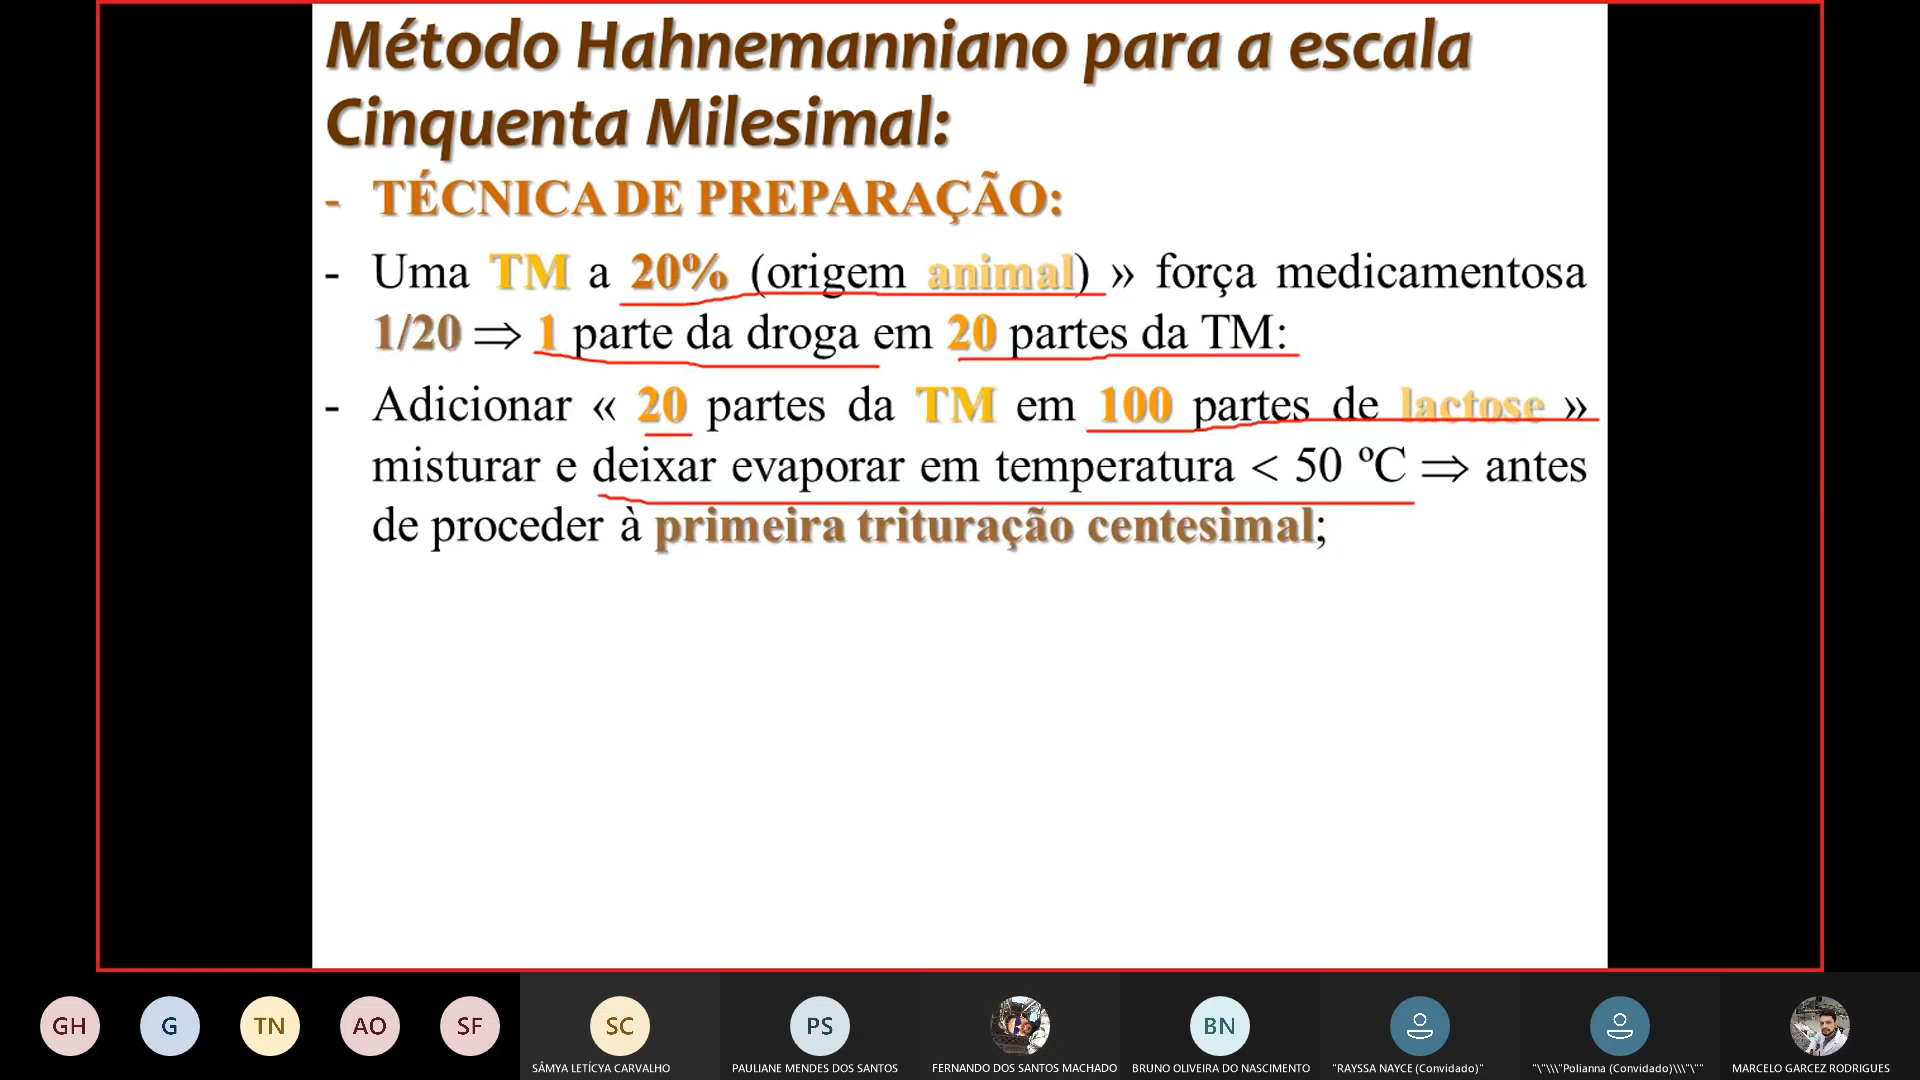 Método Hahnemanniano para a escala
Cinquenta Milesimal:
- TÉCNICA DE PREPARAÇÃO:
- Uma TM a 20% (origem animal) » força medicamentosa
1/20 ⇒ 1 parte da droga em 20 partes da TM:
- Adicionar « 20 partes da TM em 100 partes de lactose »
misturar e deixar evaporar em temperatura < 50 ºC ⇒ antes
de proceder à primeira trituração centesimal;
GH G TN AO SF SC PS BN
SÂMYA LETÍCYA CARVALHO PAULIANE MENDES DOS SANTOS FERNANDO DOS SANTOS MACHADO BRUNO OLIVEIRA DO NASCIMENTO "RAYSSA NAYCE (Convidado)" "\"\\\"Polianna (Convidado)\\\"\"" MARCELO GARCEZ RODRIGUES